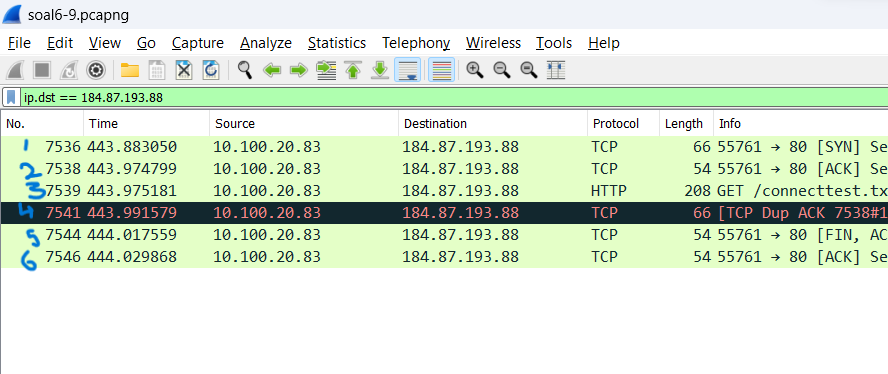 soal6-9.pcapng
File Edit View Go Capture Analyze Statistics Telephony Wireless Tools Help
ip.dst == 184.87.193.88
No. Time Source Destination Protocol Length Info
1 7536 443.883050 10.100.20.83 184.87.193.88 TCP 66 55761 → 80 [SYN] Se
2 7538 443.974799 10.100.20.83 184.87.193.88 TCP 54 55761 → 80 [ACK] Se
3 7539 443.975181 10.100.20.83 184.87.193.88 HTTP 208 GET /connecttest.tx
4 7541 443.991579 10.100.20.83 184.87.193.88 TCP 66 [TCP Dup ACK 7538#1
5 7544 444.017559 10.100.20.83 184.87.193.88 TCP 54 55761 → 80 [FIN, AC
6 7546 444.029868 10.100.20.83 184.87.193.88 TCP 54 55761 → 80 [ACK] Se